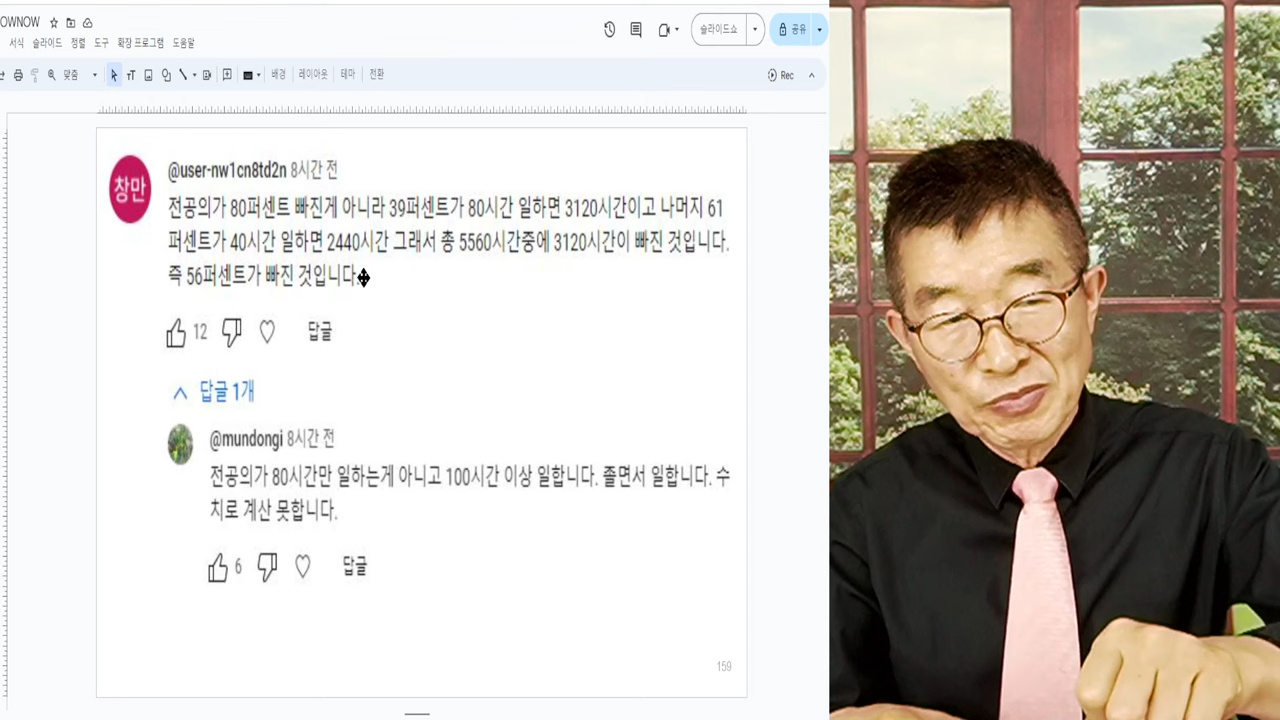 OWNOW
서식 슬라이드 정렬 도구 확장 프로그램 도움말
슬라이드쇼
공유
맞춤
배경 레이아웃 테마 전환
Rec
창만
@user-nw1cn8td2n 8시간 전
전공의가 80퍼센트 빠진게 아니라 39퍼센트가 80시간 일하면 3120시간이고 나머지 61
퍼센트가 40시간 일하면 2440시간 그래서 총 5560시간중에 3120시간이 빠진 것입니다.
즉 56퍼센트가 빠진 것입니다.
12 답글
답글 1개
@mundongi 8시간 전
전공의가 80시간만 일하는게 아니고 100시간 이상 일합니다. 졸면서 일합니다. 수
치로 계산 못합니다.
6 답글
159